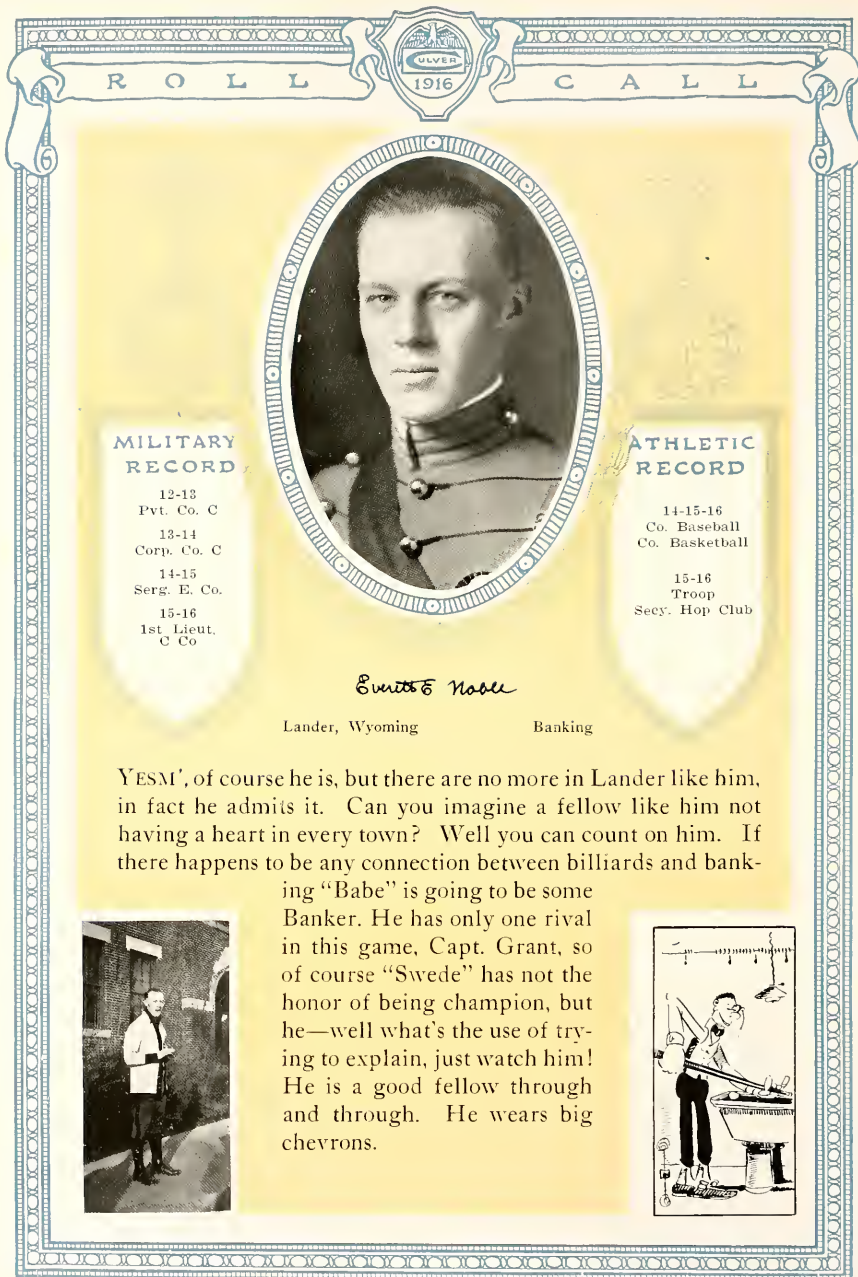 ROLL CALL
CULVER
1916
MILITARY
RECORD
12-13
Pvt. Co. C
13-14
Corp. Co. C
14-15
Serg. E. Co.
15-16
1st Lieut.
C Co
ATHLETIC
RECORD
14-15-16
Co. Baseball
Co. Basketball
15-16
Troop
Secy. Hop Club
Everett E Noble
Lander, Wyoming Banking
YESM', of course he is, but there are no more in Lander like him,
in fact he admits it. Can you imagine a fellow like him not
having a heart in every town? Well you can count on him. If
there happens to be any connection between billiards and bank-
ing “Babe” is going to be some
Banker. He has only one rival
in this game, Capt. Grant, so
of course “Swede” has not the
honor of being champion, but
he—well what's the use of try-
ing to explain, just watch him!
He is a good fellow through
and through. He wears big
chevrons.